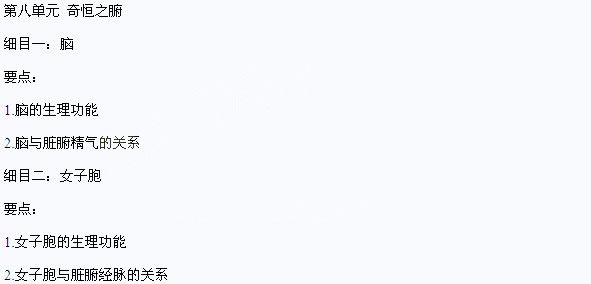 第八单元 奇恒之腑
细目一：脑
要点：
1.脑的生理功能
2.脑与脏腑精气的关系
细目二：女子胞
要点：
1.女子胞的生理功能
2.女子胞与脏腑经脉的关系